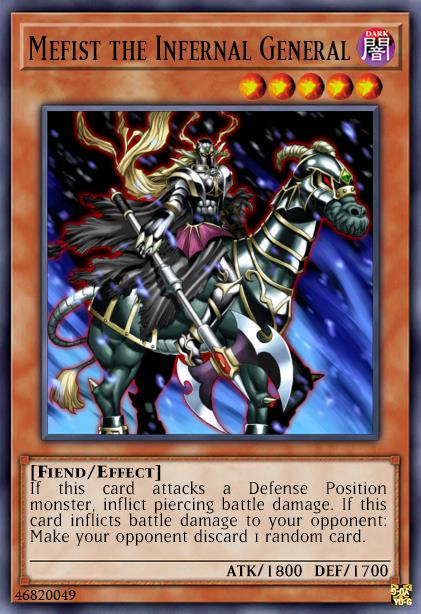 Mefist the Infernal General
DARK
闇
[Fiend/Effect]
If this card attacks a Defense Position
monster, inflict piercing battle damage. If this
card inflicts battle damage to your opponent:
Make your opponent discard 1 random card.
ATK/1800 DEF/1700
46820049